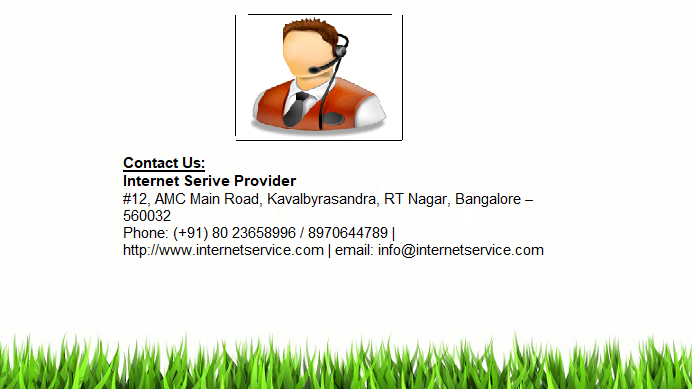 Contact Us:
Internet Serive Provider
#12, AMC Main Road, Kavalbyrasandra, RT Nagar, Bangalore –
560032
Phone: (+91) 80 23658996 / 8970644789 |
http://www.internetservice.com | email: info@internetservice.com